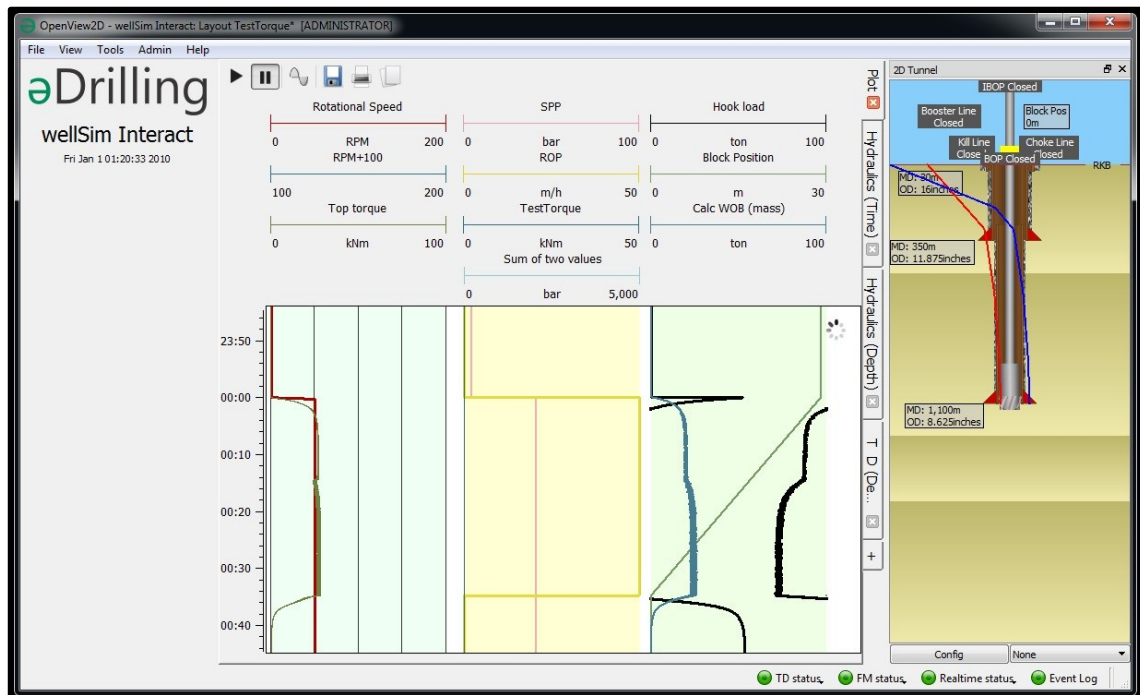 OpenView2D - wellSim Interact: Layout TestTorque* [ADMINISTRATOR]
File View Tools Admin Help
əDrilling
wellSim Interact
Fri Jan 1 01:20:33 2010
Rotational Speed
0 RPM 200
RPM+100
100 200
Top torque
0 kNm 100
SPP
0 bar 100
ROP
0 m/h 50
TestTorque
0 kNm 50
Sum of two values
0 bar 5,000
Hook load
0 ton 100
Block Position
0 m 30
Calc WOB (mass)
0 ton 100
23:50
00:00
00:10
00:20
00:30
00:40
Plot
Hydraulics (Time)
Hydraulics (Depth)
T D (De...
+
2D Tunnel
IBOP Closed
Booster Line
Closed
Block Pos
0m
Kill Line
Closed
Choke Line
Closed
BOP Closed
RKB
MD: 30m
OD: 16inches
MD: 350m
OD: 11.875inches
MD: 1,100m
OD: 8.625inches
Config None
TD status FM status Realtime status Event Log